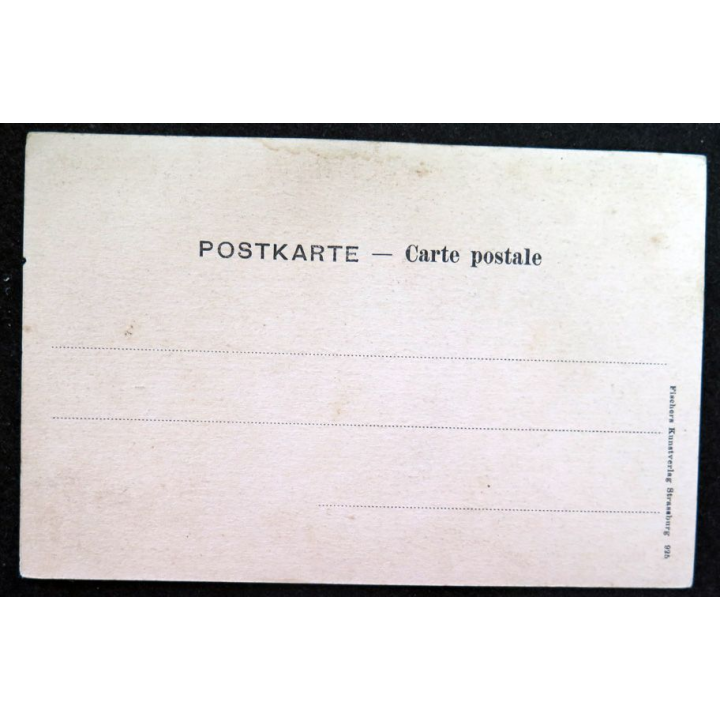 POSTKARTE — Carte postale
Fischers Kunstverlag Strassburg 925